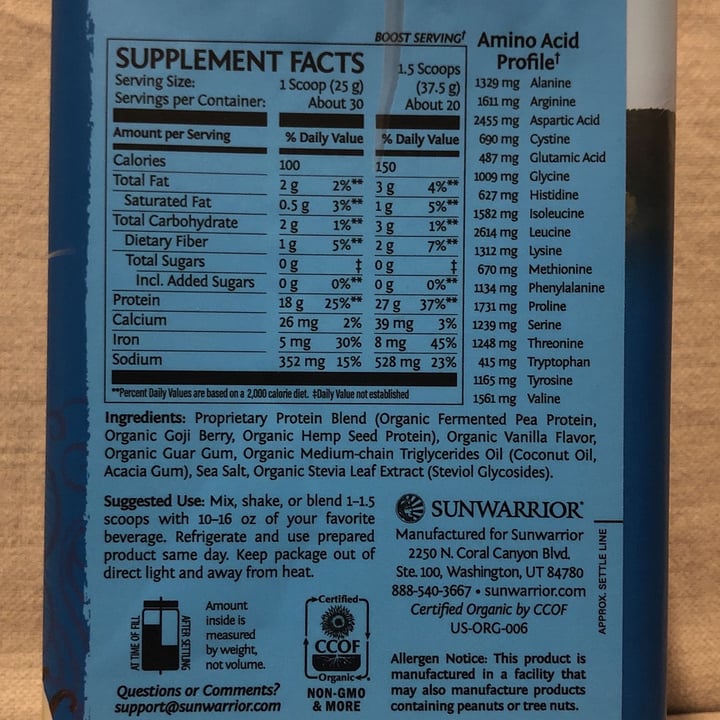 BOOST SERVING†
SUPPLEMENT FACTS
Serving Size: 1 Scoop (25 g) 1.5 Scoops (37.5 g)
Servings per Container: About 30 About 20
Amount per Serving % Daily Value % Daily Value
Calories 100 150
Total Fat 2 g 2%** 3 g 4%**
Saturated Fat 0.5 g 3%** 1 g 5%**
Total Carbohydrate 2 g 1%** 3 g 1%**
Dietary Fiber 1 g 5%** 2 g 7%**
Total Sugars 0 g ‡ 0 g ‡
Incl. Added Sugars 0 g 0%** 0 g 0%**
Protein 18 g 25%** 27 g 37%**
Calcium 26 mg 2% 39 mg 3%
Iron 5 mg 30% 8 mg 45%
Sodium 352 mg 15% 528 mg 23%
**Percent Daily Values are based on a 2,000 calorie diet. ‡Daily Value not established
Amino Acid
Profile†
1329 mg Alanine
1611 mg Arginine
2455 mg Aspartic Acid
690 mg Cystine
487 mg Glutamic Acid
1009 mg Glycine
627 mg Histidine
1582 mg Isoleucine
2614 mg Leucine
1312 mg Lysine
670 mg Methionine
1134 mg Phenylalanine
1731 mg Proline
1239 mg Serine
1248 mg Threonine
415 mg Tryptophan
1165 mg Tyrosine
1561 mg Valine
Ingredients: Proprietary Protein Blend (Organic Fermented Pea Protein,
Organic Goji Berry, Organic Hemp Seed Protein), Organic Vanilla Flavor,
Organic Guar Gum, Organic Medium-chain Triglycerides Oil (Coconut Oil,
Acacia Gum), Sea Salt, Organic Stevia Leaf Extract (Steviol Glycosides).
Suggested Use: Mix, shake, or blend 1–1.5
scoops with 10–16 oz of your favorite
beverage. Refrigerate and use prepared
product same day. Keep package out of
direct light and away from heat.
AT TIME OF FILL
AFTER SETTLING
Amount
inside is
measured
by weight,
not volume.
Certified
CCOF
Organic
NON-GMO
& MORE
Questions or Comments?
support@sunwarrior.com
SUNWARRIOR®
Manufactured for Sunwarrior
2250 N. Coral Canyon Blvd.
Ste. 100, Washington, UT 84780
888-540-3667 • sunwarrior.com
Certified Organic by CCOF
US-ORG-006
Allergen Notice: This product is
manufactured in a facility that
may also manufacture products
containing peanuts or tree nuts.
APPROX. SETTLE LINE